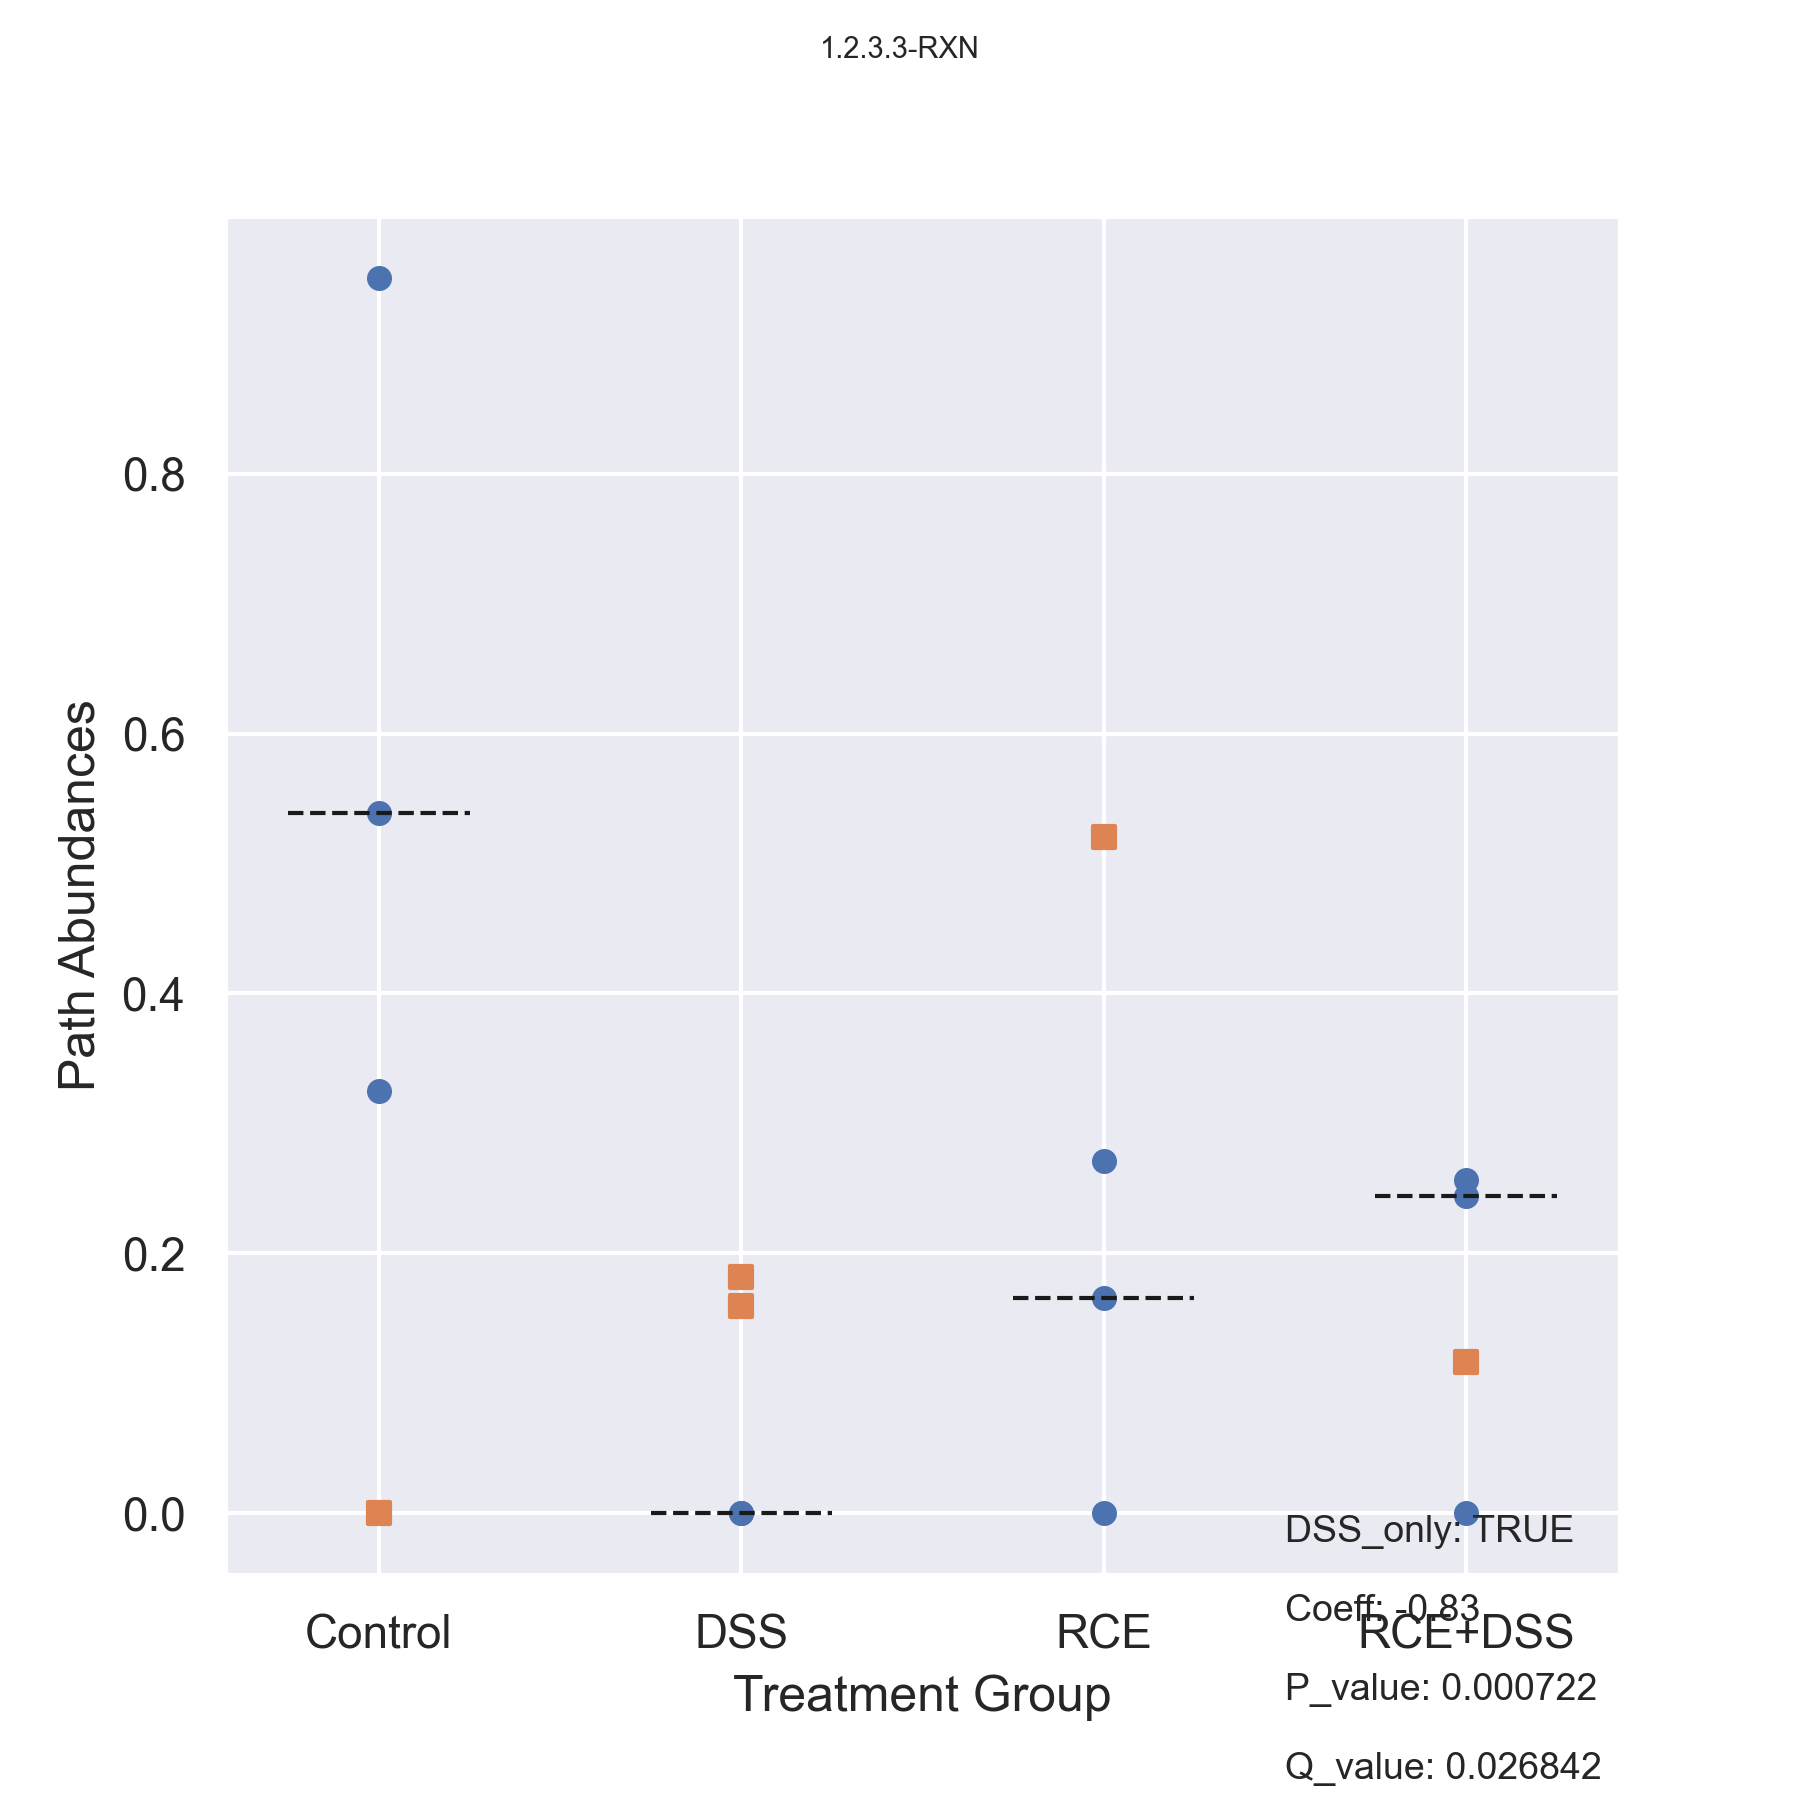 1.2.3.3-RXN
Path Abundances
0.8
0.6
0.4
0.2
0.0
Control
DSS
RCE
RCE+DSS
Treatment Group
DSS_only: TRUE
Coeff: -0.83
P_value: 0.000722
Q_value: 0.026842